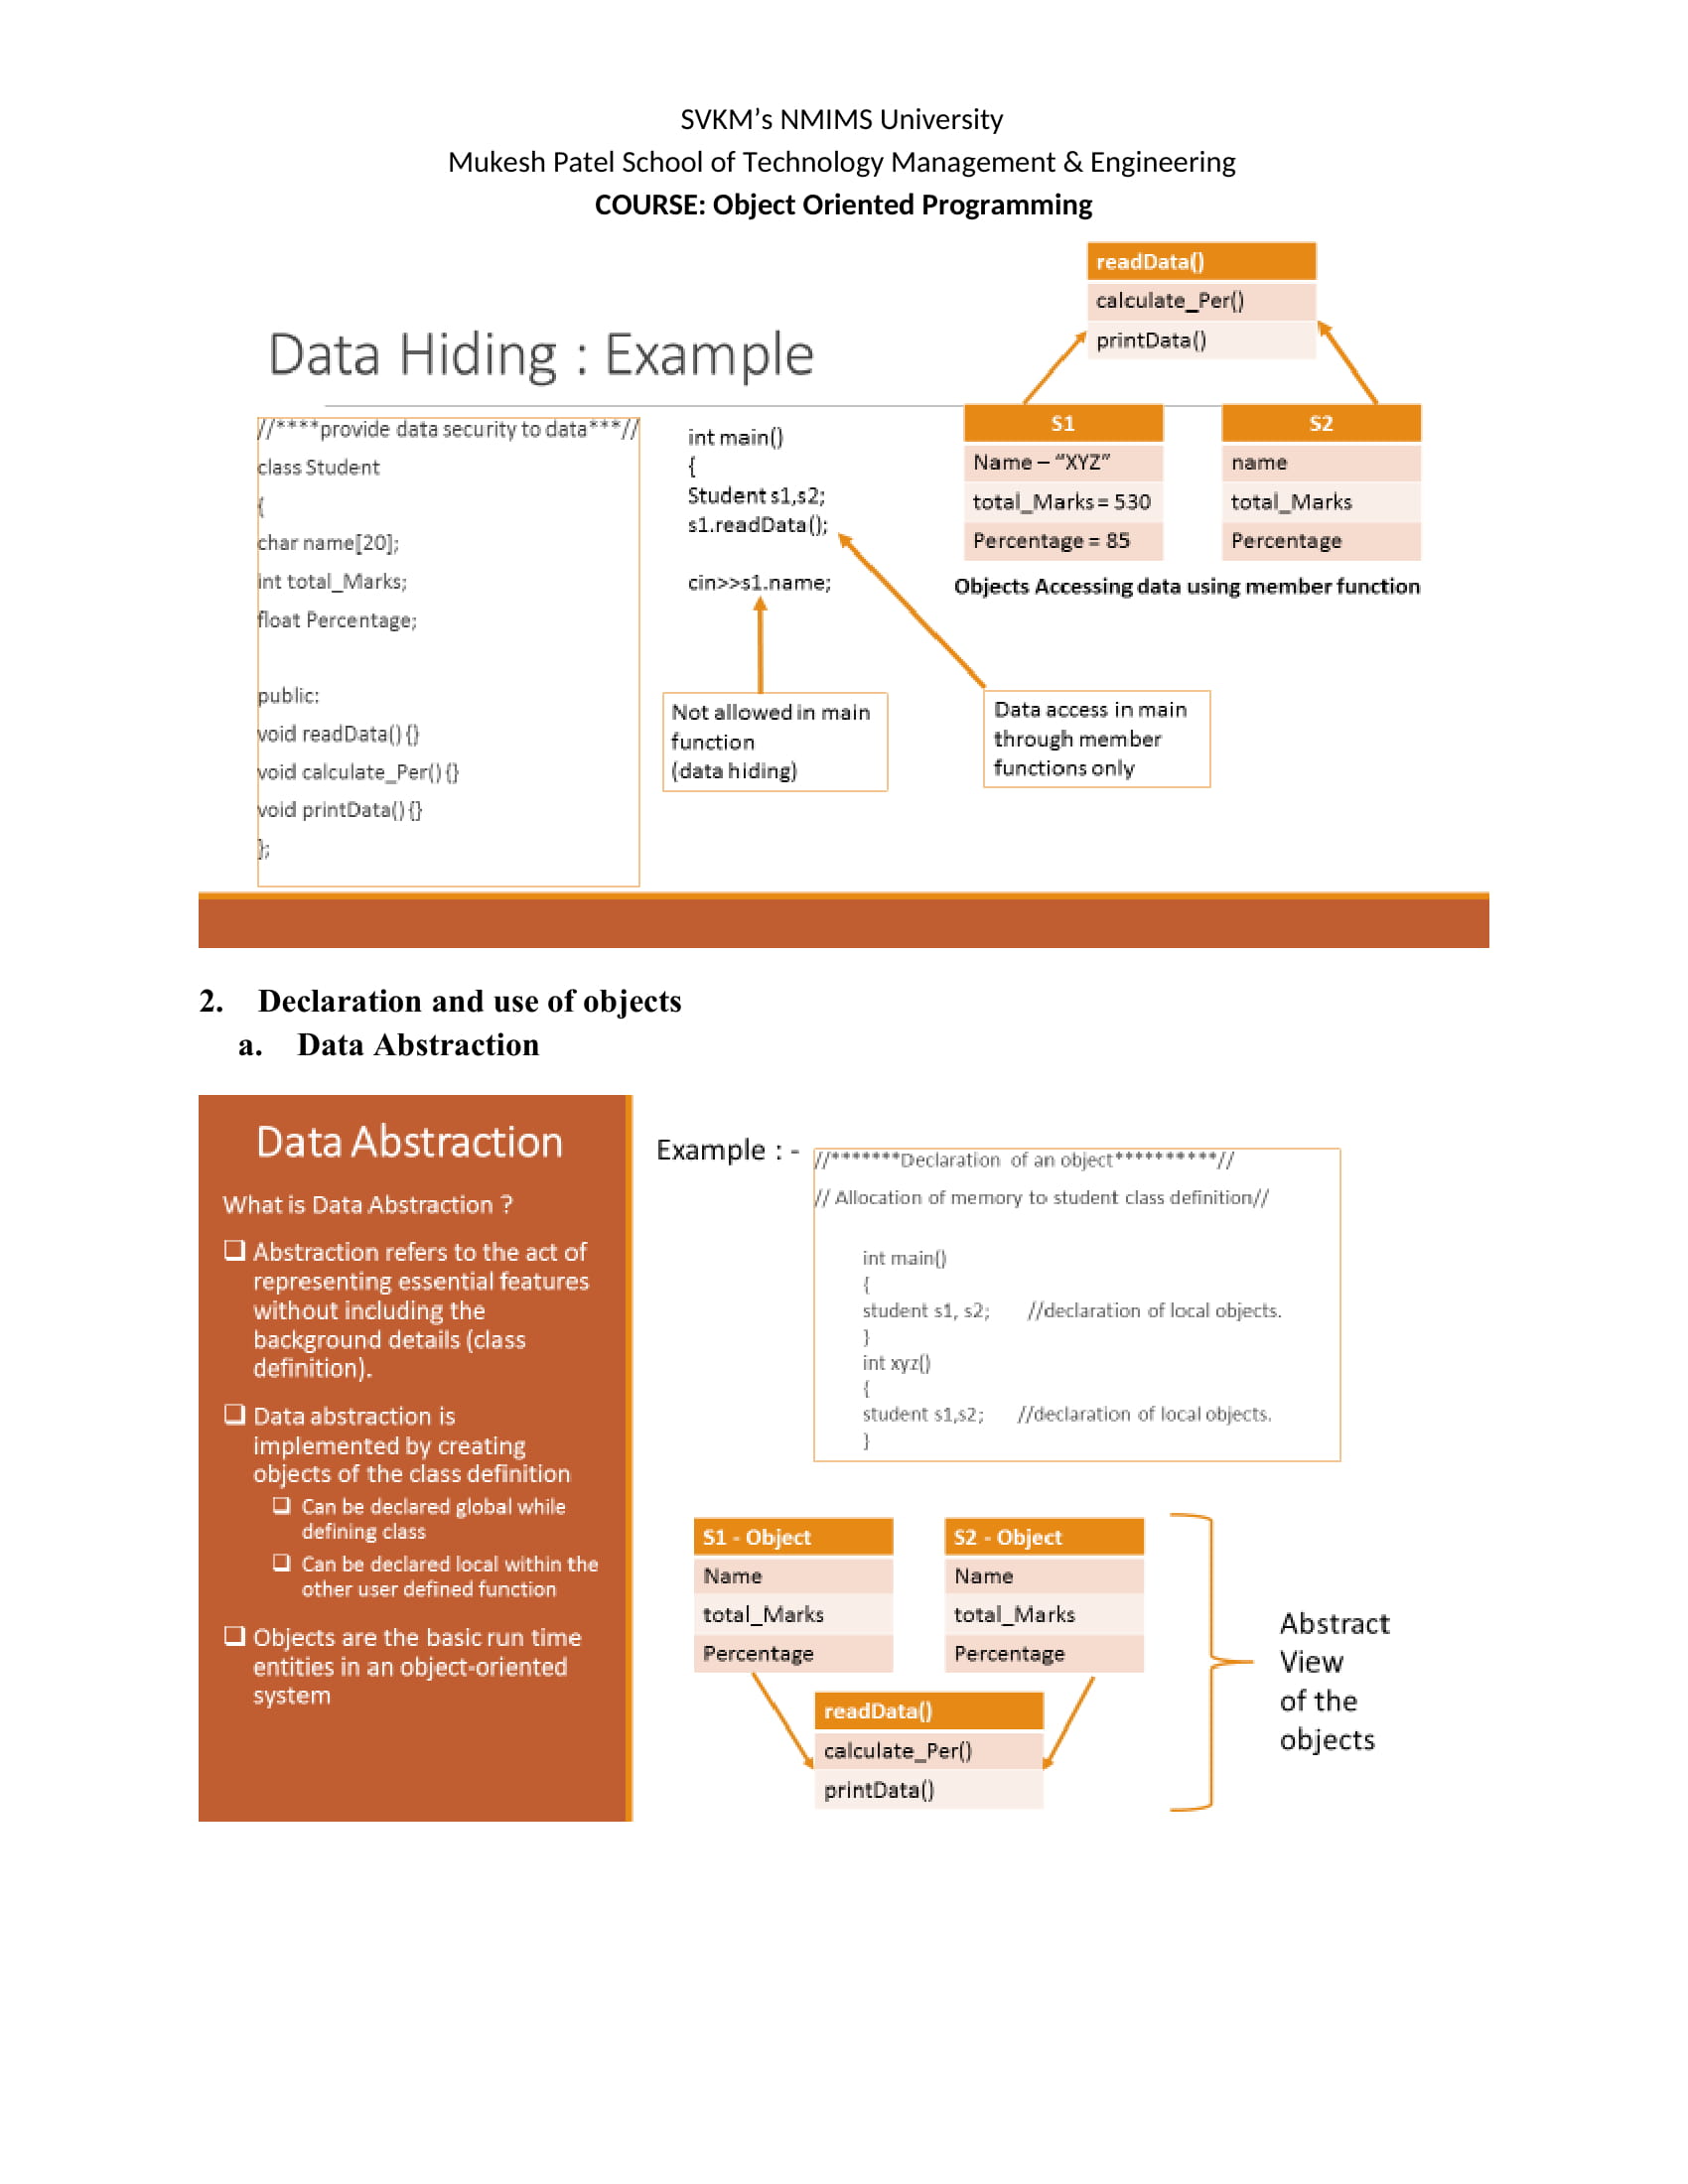 SVKM’s NMIMS University
Mukesh Patel School of Technology Management & Engineering
COURSE: Object Oriented Programming
Data Hiding : Example
readData()
calculate_Per()
printData()
//****provide data security to data***//
class Student
{
char name[20];
int total_Marks;
float Percentage;
public:
void readData() {}
void calculate_Per() {}
void printData() {}
};
int main()
{
Student s1,s2;
s1.readData();
cin>>s1.name;
Not allowed in main
function
(data hiding)
Data access in main
through member
functions only
S1
Name – “XYZ”
total_Marks = 530
Percentage = 85
S2
name
total_Marks
Percentage
Objects Accessing data using member function
2. Declaration and use of objects
a. Data Abstraction
Data Abstraction
What is Data Abstraction ?
❑ Abstraction refers to the act of
representing essential features
without including the
background details (class
definition).
❑ Data abstraction is
implemented by creating
objects of the class definition
❑ Can be declared global while
defining class
❑ Can be declared local within the
other user defined function
❑ Objects are the basic run time
entities in an object-oriented
system
Example : -
//*******Declaration of an object**********//
// Allocation of memory to student class definition//
int main()
{
student s1, s2; //declaration of local objects.
}
int xyz()
{
student s1,s2; //declaration of local objects.
}
S1 - Object
Name
total_Marks
Percentage
S2 - Object
Name
total_Marks
Percentage
readData()
calculate_Per()
printData()
Abstract
View
of the
objects